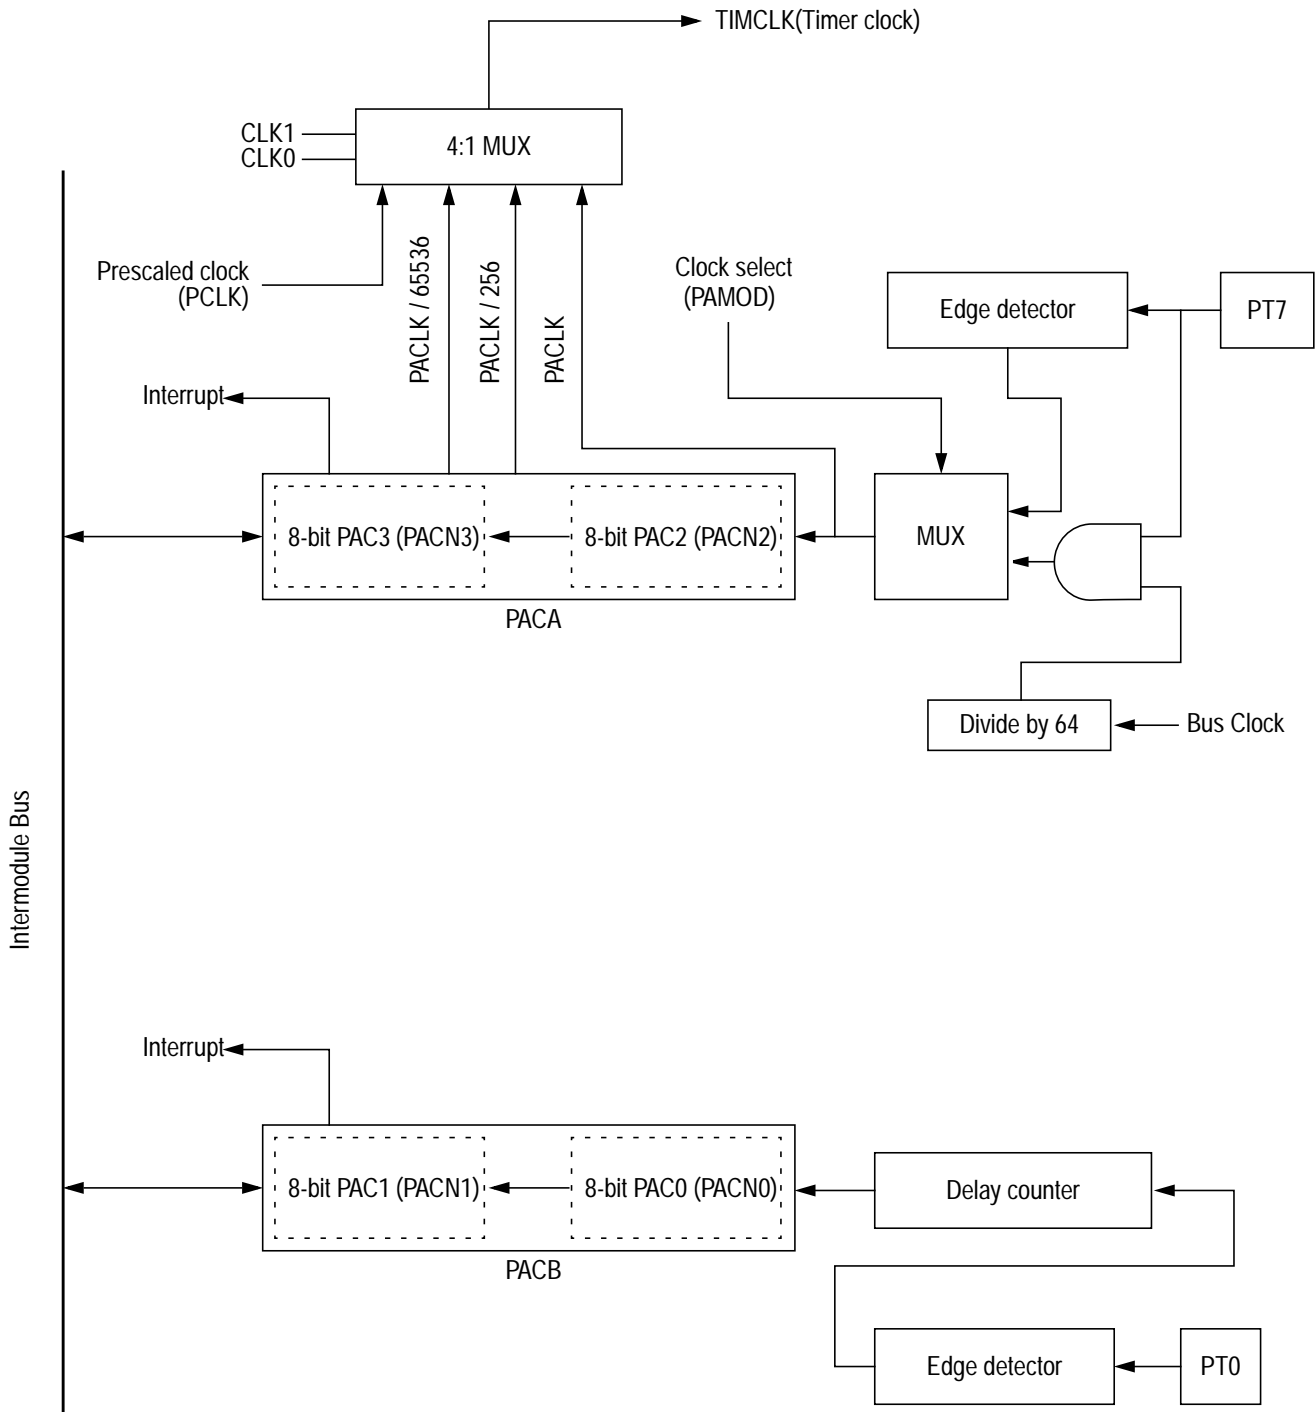 TIMCLK(Timer clock)
CLK1
CLK0
4:1 MUX
Prescaled clock
(PCLK)
PACLK / 65536
PACLK / 256
PACLK
Clock select
(PAMOD)
Edge detector
PT7
Interrupt
8-bit PAC3 (PACN3)
8-bit PAC2 (PACN2)
MUX
PACA
Divide by 64
Bus Clock
Intermodule Bus
Interrupt
8-bit PAC1 (PACN1)
8-bit PAC0 (PACN0)
Delay counter
PACB
Edge detector
PT0